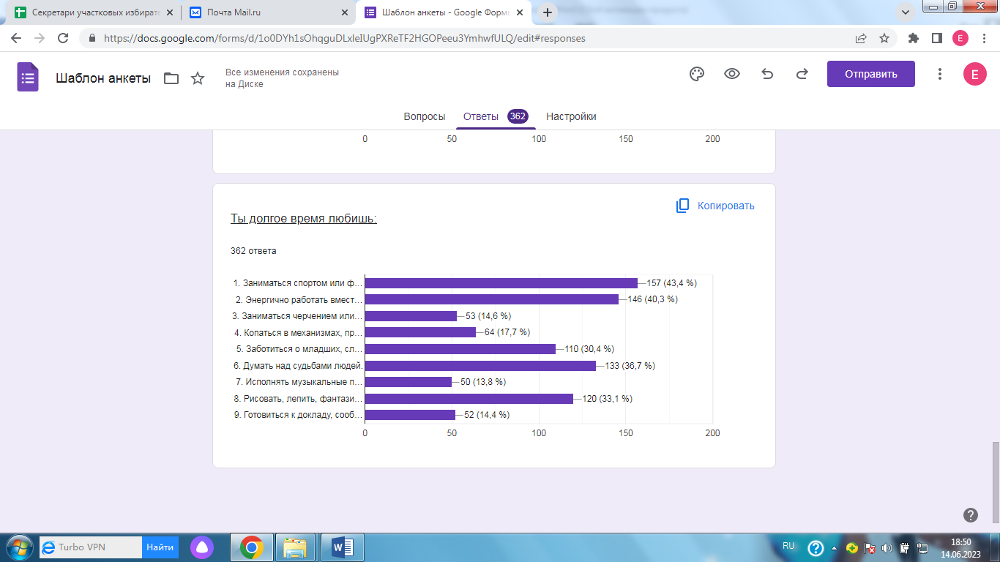 Секретари участковых избирате
Почта Mail.ru
Шаблон анкеты - Google Форм
https://docs.google.com/forms/d/1o0DYh1sOhqguDLxleIUgPXReTF2HGOPeeu3YmhwfULQ/edit#responses
E
Шаблон анкеты
Все изменения сохранены
на Диске
Отправить
E
Вопросы
Ответы 362
Настройки
0 50 100 150 200
Копировать
Ты долгое время любишь:
362 ответа
1. Заниматься спортом или ф… 157 (43,4 %)
2. Энергично работать вмест… 146 (40,3 %)
3. Заниматься черчением или… 53 (14,6 %)
4. Копаться в механизмах, пр… 64 (17,7 %)
5. Заботиться о младших, сл… 110 (30,4 %)
6. Думать над судьбами людей. 133 (36,7 %)
7. Исполнять музыкальные п… 50 (13,8 %)
8. Рисовать, лепить, фантази… 120 (33,1 %)
9. Готовиться к докладу, сооб… 52 (14,4 %)
0 50 100 150 200
Turbo VPN
Найти
RU
18:50
14.06.2023